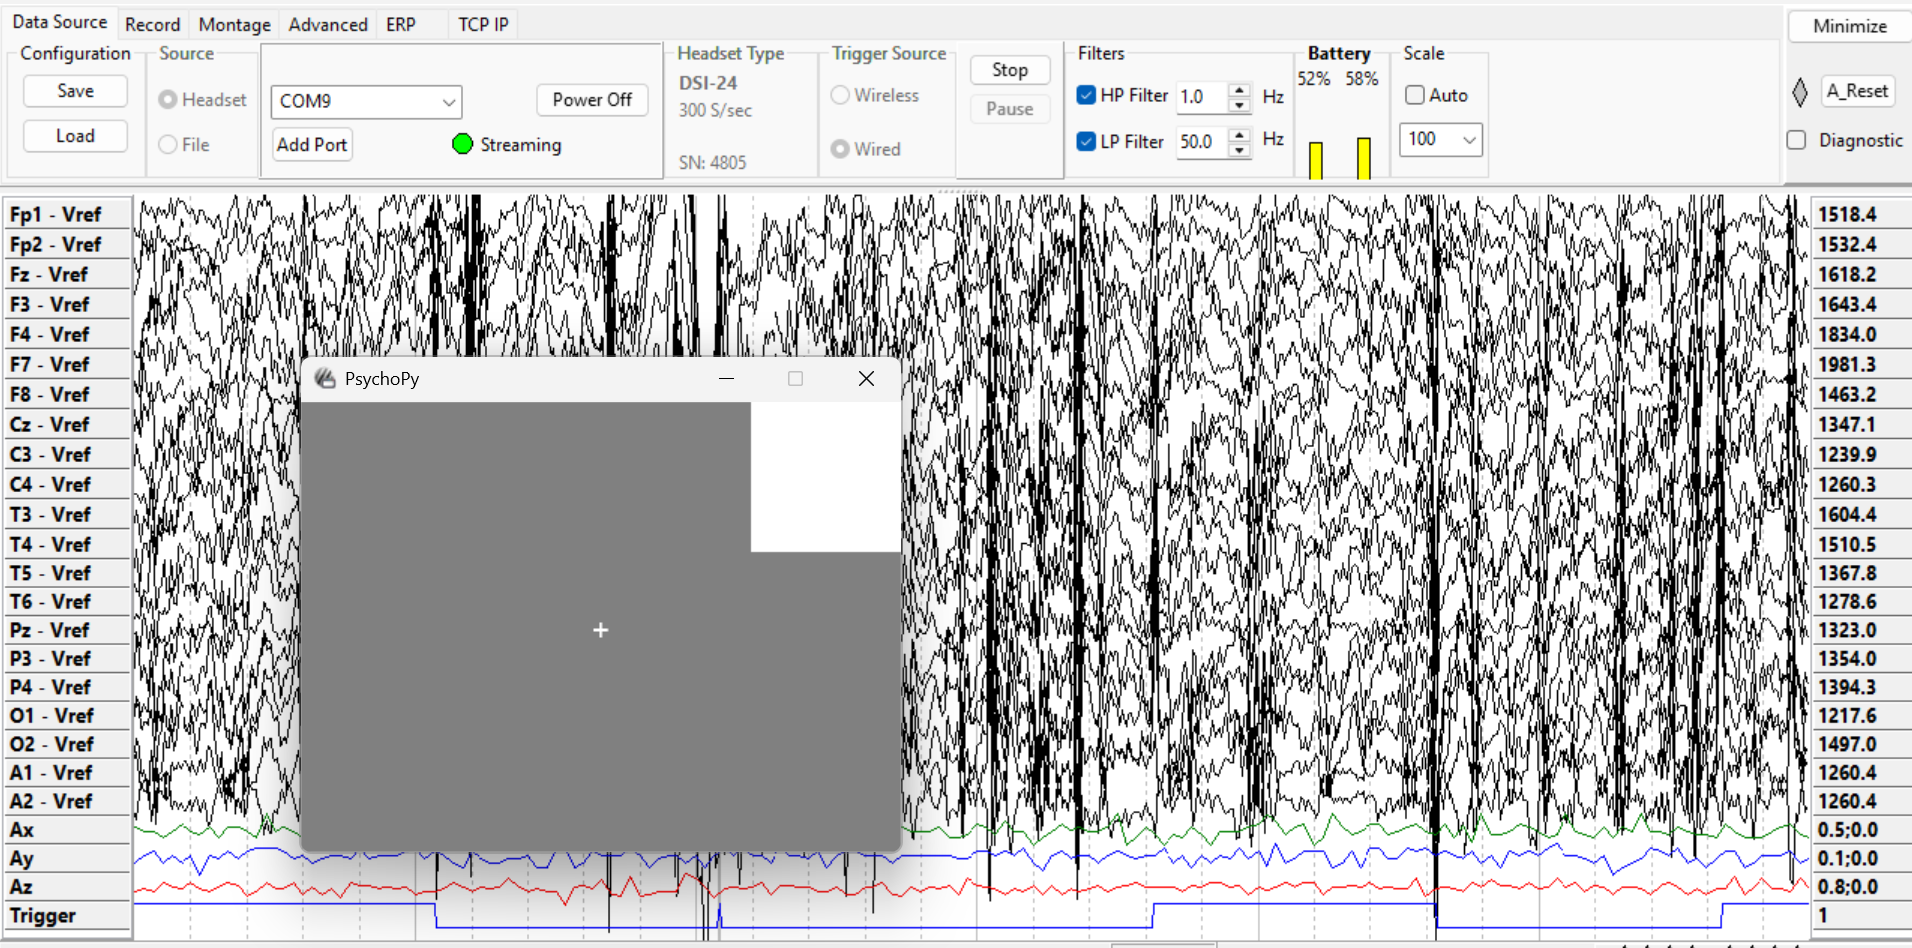 Data Source Record Montage Advanced ERP TCP IP
Minimize
Configuration Source Headset Type Trigger Source Filters Battery Scale
Save Headset COM9 Power Off DSI-24 Wireless Stop HP Filter 1.0 Hz 52% 58% Auto A_Reset
300 S/sec Pause
Load File Add Port Streaming SN: 4805 Wired LP Filter 50.0 Hz 100 Diagnostic
Fp1 - Vref 1518.4
Fp2 - Vref 1532.4
Fz - Vref 1618.2
F3 - Vref 1643.4
F4 - Vref 1834.0
F7 - Vref 1981.3
PsychoPy
F8 - Vref 1463.2
Cz - Vref 1347.1
C3 - Vref 1239.9
C4 - Vref 1260.3
T3 - Vref 1604.4
T4 - Vref 1510.5
T5 - Vref 1367.8
T6 - Vref 1278.6
Pz - Vref 1323.0
P3 - Vref 1354.0
P4 - Vref 1394.3
O1 - Vref 1217.6
O2 - Vref 1497.0
A1 - Vref 1260.4
A2 - Vref 1260.4
Ax 0.5;0.0
Ay 0.1;0.0
Az 0.8;0.0
Trigger 1